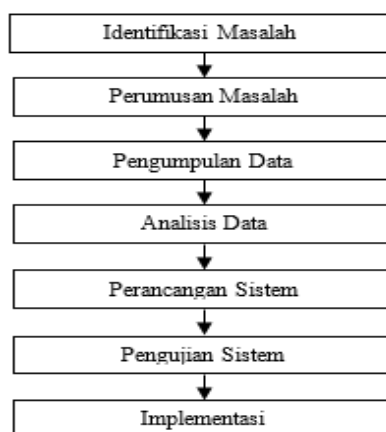 Identifikasi Masalah
Perumusan Masalah
Pengumpulan Data
Analisis Data
Perancangan Sistem
Pengujian Sistem
Implementasi